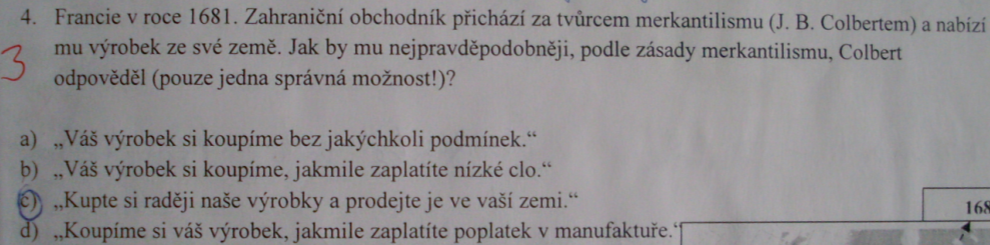 4. Francie v roce 1681. Zahraniční obchodník přichází za tvůrcem merkantilismu (J. B. Colbertem) a nabízí
3 mu výrobek ze své země. Jak by mu nejpravděpodobněji, podle zásady merkantilismu, Colbert
odpověděl (pouze jedna správná možnost!)?
a) „Váš výrobek si koupíme bez jakýchkoli podmínek.“
b) „Váš výrobek si koupíme, jakmile zaplatíte nízké clo.“
c) „Kupte si raději naše výrobky a prodejte je ve vaší zemi.“
d) „Koupíme si váš výrobek, jakmile zaplatíte poplatek v manufaktuře.“